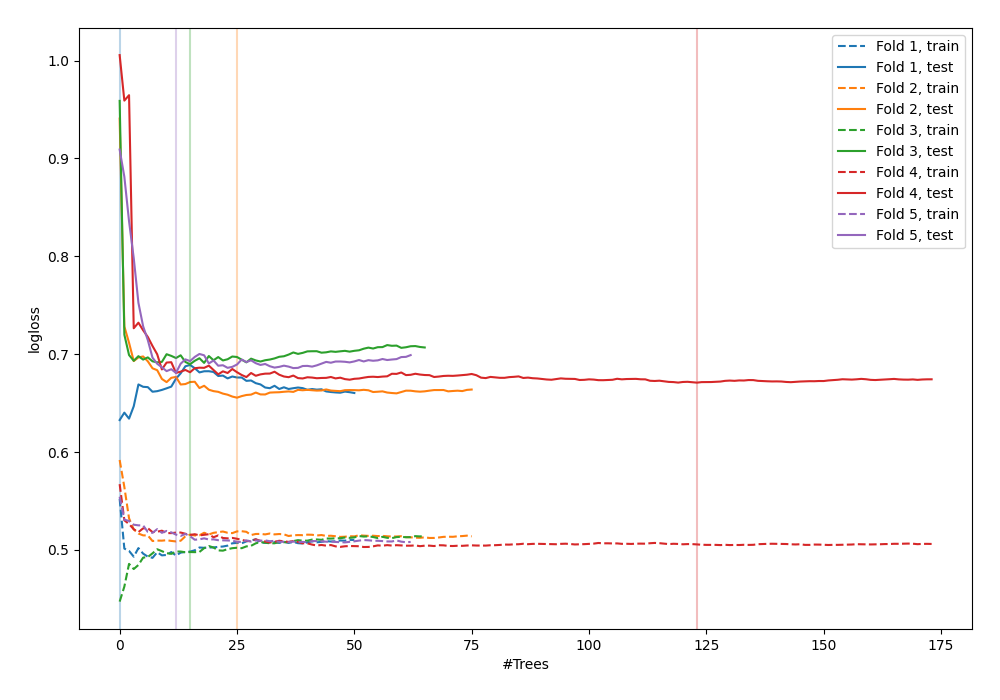 1.0
0.9
0.8
0.7
0.6
0.5
logloss
0
25
50
75
100
125
150
175
#Trees
Fold 1, train
Fold 1, test
Fold 2, train
Fold 2, test
Fold 3, train
Fold 3, test
Fold 4, train
Fold 4, test
Fold 5, train
Fold 5, test